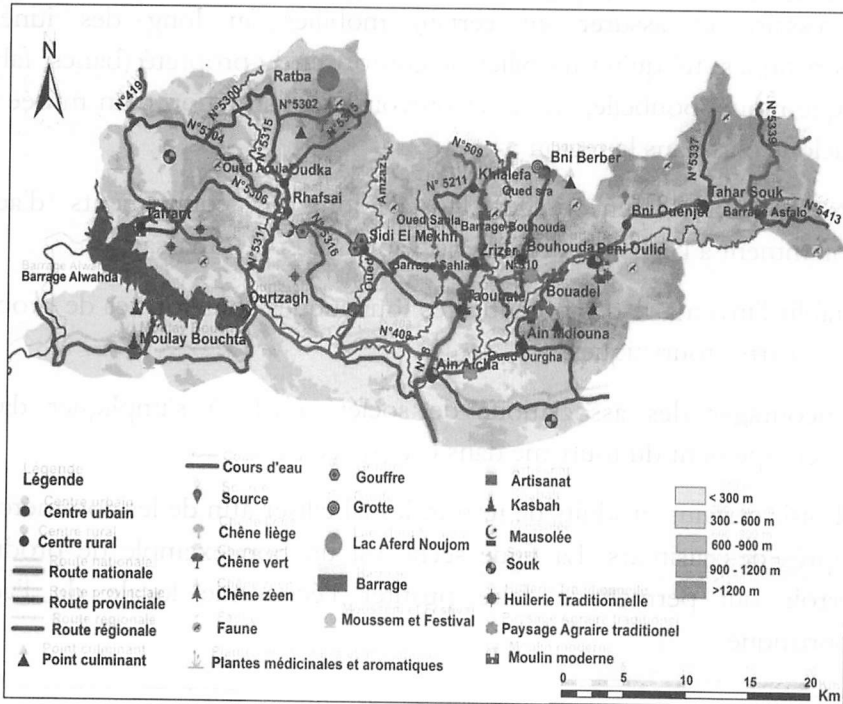 N
Ratba
N°419
N°5300
N°5302
N°5304
N°5315
Oued Aoula
Oudka
N°5306
Rhafsai
Tafrant
N°5311
N°5316
Sidi El Mekhfi
Amzaz
Oued
Barrage Alwahda
Ourtzagh
Moulay Bouchta
N°408
N°8
Ain Aicha
N°509
N°5211
Khlalefa
Oued sra
Bni Berber
Oued Sahla
Barrage Bouhouda
Zrizer
Bouhouda
Barrage Sahla
N°510
Taounate
Bouadel
Beni Oulid
Ain Mdiouna
Oued Ourgha
Bni Ounjel
N°5337
N°5339
Tahar Souk
Barrage Asfalo
N°5413
Légende
Centre urbain
Centre rural
Route nationale
Route provinciale
Route régionale
Point culminant
Cours d'eau
Source
Chêne liège
Chêne vert
Chêne zèen
Faune
Plantes médicinales et aromatiques
Gouffre
Grotte
Lac Aferd Noujom
Barrage
Moussem et Festival
Artisanat
Kasbah
Mausolée
Souk
Huilerie Traditionnelle
Paysage Agraire traditionel
Moulin moderne
< 300 m
300 - 600 m
600 -900 m
900 - 1200 m
>1200 m
0 5 10 15 20
Km